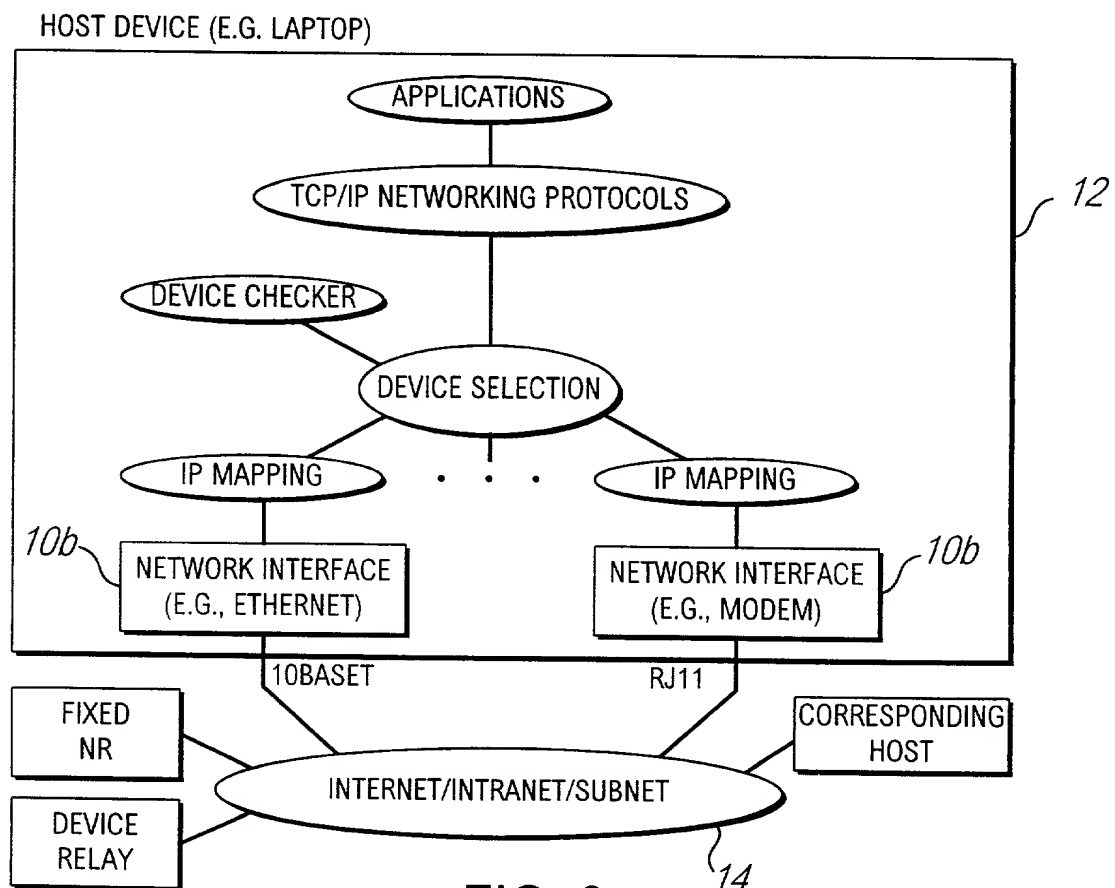 HOST DEVICE (E.G. LAPTOP)
APPLICATIONS
TCP/IP NETWORKING PROTOCOLS
12
DEVICE CHECKER
DEVICE SELECTION
IP MAPPING
. . .
IP MAPPING
10b
NETWORK INTERFACE
(E.G., ETHERNET)
NETWORK INTERFACE
(E.G., MODEM)
10b
10BASET
RJ11
FIXED
NR
CORRESPONDING
HOST
INTERNET/INTRANET/SUBNET
DEVICE
RELAY
14
FIG.